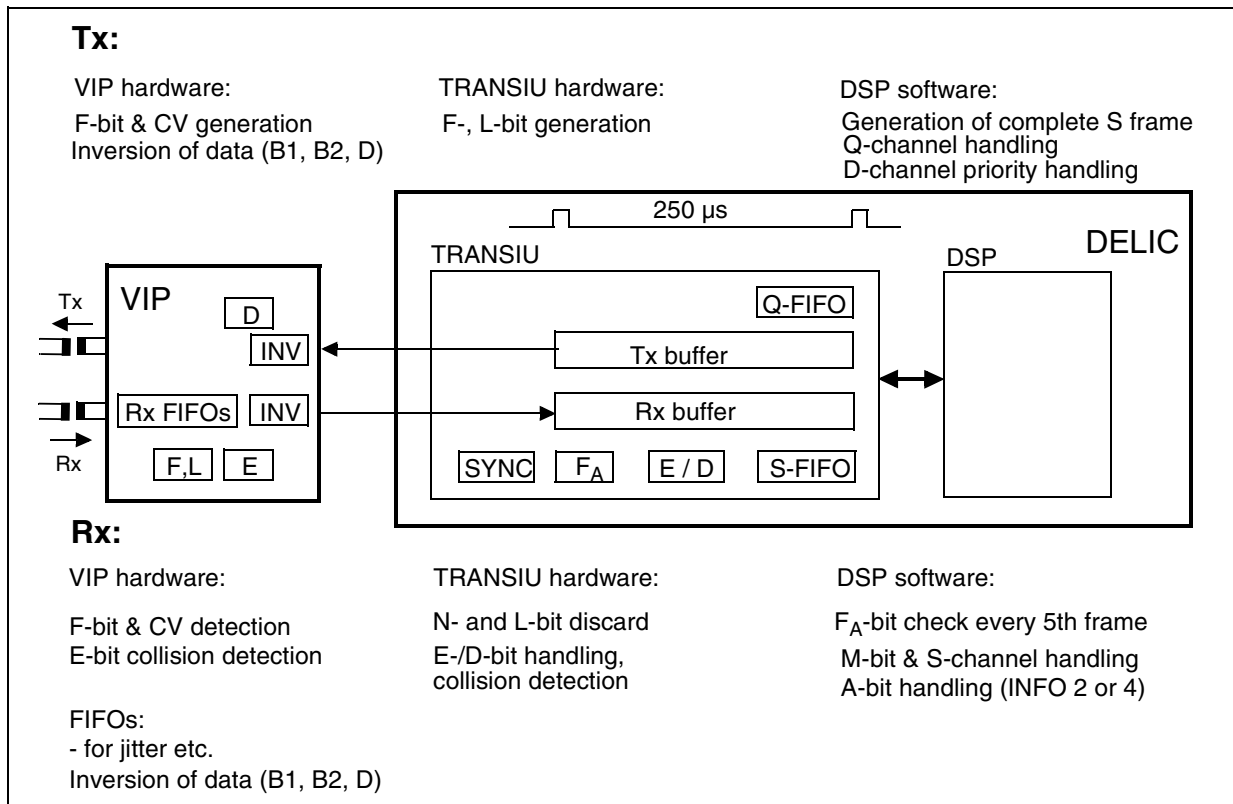 Tx:
VIP hardware:
F-bit & CV generation
Inversion of data (B1, B2, D)
TRANSIU hardware:
F-, L-bit generation
DSP software:
Generation of complete S frame
Q-channel handling
D-channel priority handling
250 µs
DELIC
TRANSIU
DSP
VIP
Tx
D
INV
Q-FIFO
Tx buffer
Rx FIFOs
INV
Rx buffer
Rx
F,L
E
SYNC
FA
E / D
S-FIFO
Rx:
VIP hardware:
F-bit & CV detection
E-bit collision detection
FIFOs:
- for jitter etc.
Inversion of data (B1, B2, D)
TRANSIU hardware:
N- and L-bit discard
E-/D-bit handling,
collision detection
DSP software:
FA-bit check every 5th frame
M-bit & S-channel handling
A-bit handling (INFO 2 or 4)